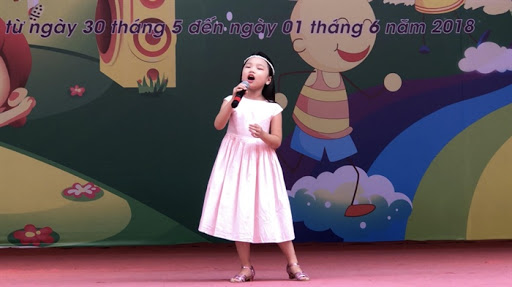 từ ngày 30 tháng 5 đến ngày 01 tháng 6 năm 2018